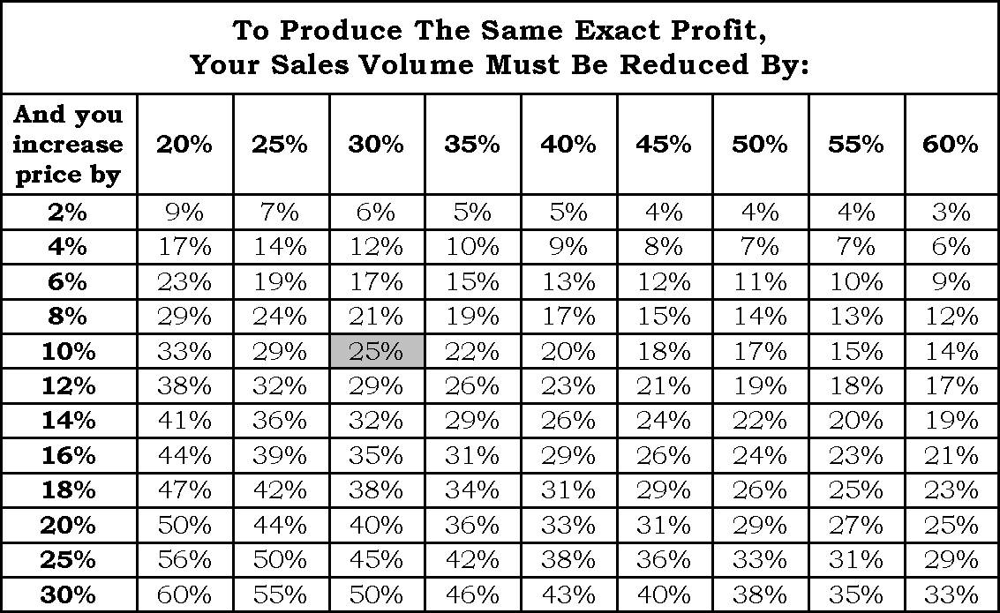 To Produce The Same Exact Profit,
Your Sales Volume Must Be Reduced By:
And you
increase
price by
20% 25% 30% 35% 40% 45% 50% 55% 60%
2% 9% 7% 6% 5% 5% 4% 4% 4% 3%
4% 17% 14% 12% 10% 9% 8% 7% 7% 6%
6% 23% 19% 17% 15% 13% 12% 11% 10% 9%
8% 29% 24% 21% 19% 17% 15% 14% 13% 12%
10% 33% 29% 25% 22% 20% 18% 17% 15% 14%
12% 38% 32% 29% 26% 23% 21% 19% 18% 17%
14% 41% 36% 32% 29% 26% 24% 22% 20% 19%
16% 44% 39% 35% 31% 29% 26% 24% 23% 21%
18% 47% 42% 38% 34% 31% 29% 26% 25% 23%
20% 50% 44% 40% 36% 33% 31% 29% 27% 25%
25% 56% 50% 45% 42% 38% 36% 33% 31% 29%
30% 60% 55% 50% 46% 43% 40% 38% 35% 33%